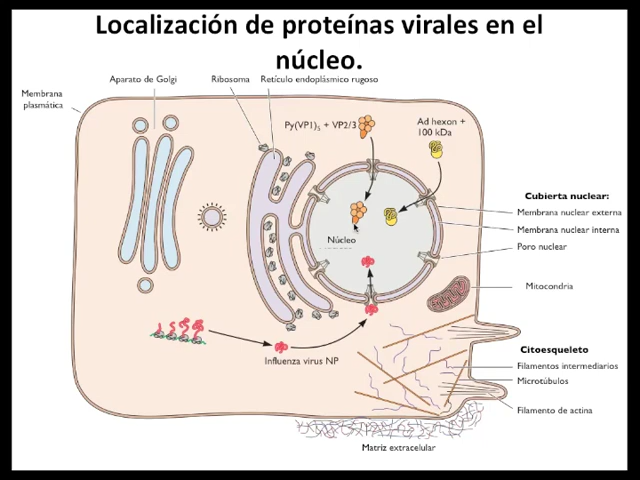 Localización de proteínas virales en el
núcleo.
Aparato de Golgi
Ribosoma
Retículo endoplásmico rugoso
Membrana
plasmática
Py(VP1)₅ + VP2/3
Ad hexon +
100 kDa
Cubierta nuclear:
Membrana nuclear externa
Membrana nuclear interna
Poro nuclear
Núcleo
Mitocondria
Influenza virus NP
Citoesqueleto
Filamentos intermediarios
Microtúbulos
Filamento de actina
Matriz extracelular